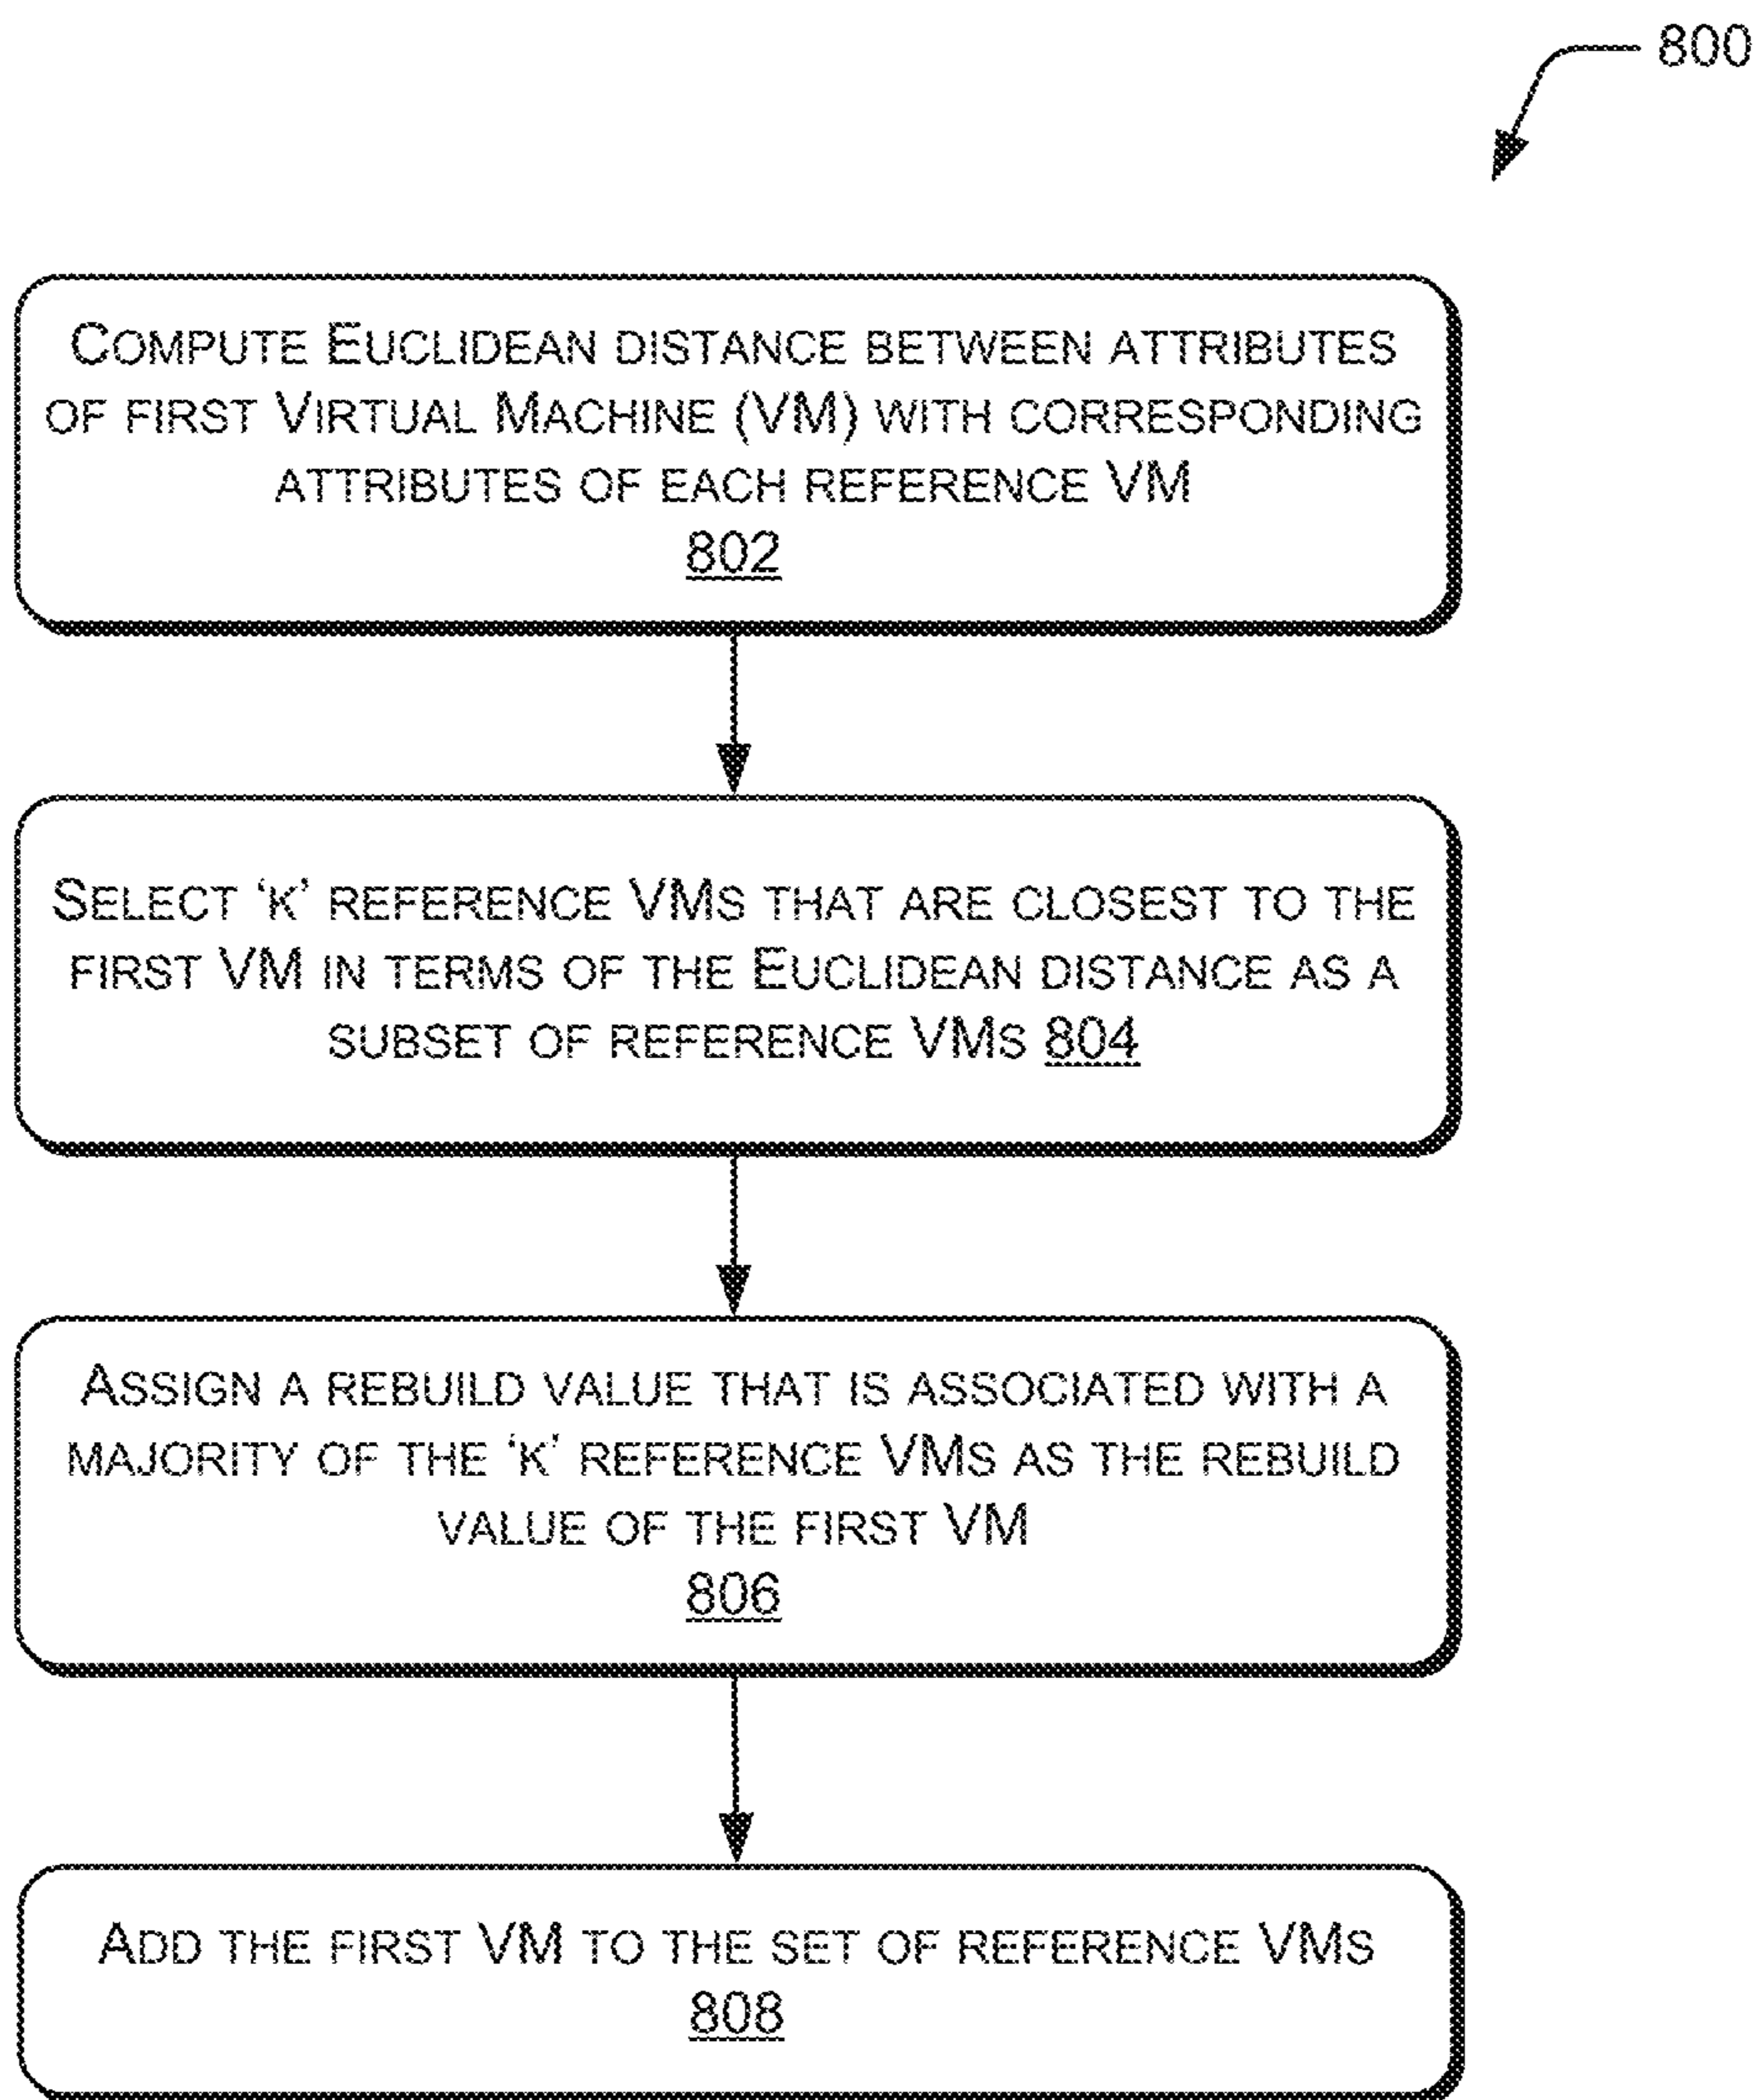 800
COMPUTE EUCLIDEAN DISTANCE BETWEEN ATTRIBUTES
OF FIRST VIRTUAL MACHINE (VM) WITH CORRESPONDING
ATTRIBUTES OF EACH REFERENCE VM
802
SELECT ‘K’ REFERENCE VMS THAT ARE CLOSEST TO THE
FIRST VM IN TERMS OF THE EUCLIDEAN DISTANCE AS A
SUBSET OF REFERENCE VMS 804
ASSIGN A REBUILD VALUE THAT IS ASSOCIATED WITH A
MAJORITY OF THE ‘K’ REFERENCE VMS AS THE REBUILD
VALUE OF THE FIRST VM
806
ADD THE FIRST VM TO THE SET OF REFERENCE VMS
808